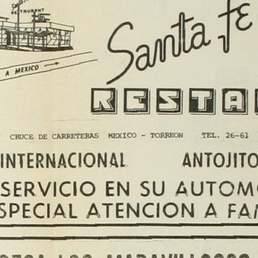 RESTAURANT
Santa Fe
A MEXICO →
RESTA
CRUCE DE CARRETERAS MEXICO - TORREON TEL. 26-61
INTERNACIONAL ANTOJITO
SERVICIO EN SU AUTOMO
SPECIAL ATENCION A FAM